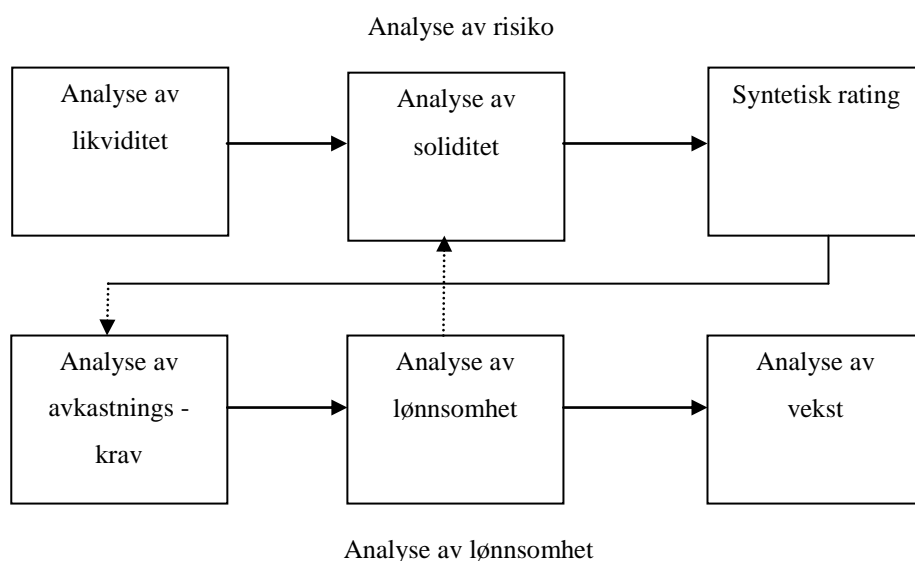 Analyse av risiko
Analyse av
likviditet
Analyse av
soliditet
Syntetisk rating
Analyse av
avkastnings -
krav
Analyse av
lønnsomhet
Analyse av
vekst
Analyse av lønnsomhet